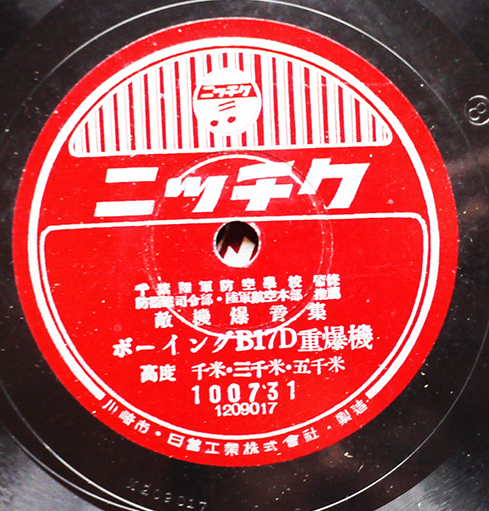 ニッチク
ニッチク
千葉陸軍防空學校 監修
防衛總司令部・陸軍航空本部 推薦
敵機爆音集
ボーイングB17D重爆機
高度 千米・三千米・五千米
100731
1209017
川崎市・日蓄工業株式會社・製造
1209017